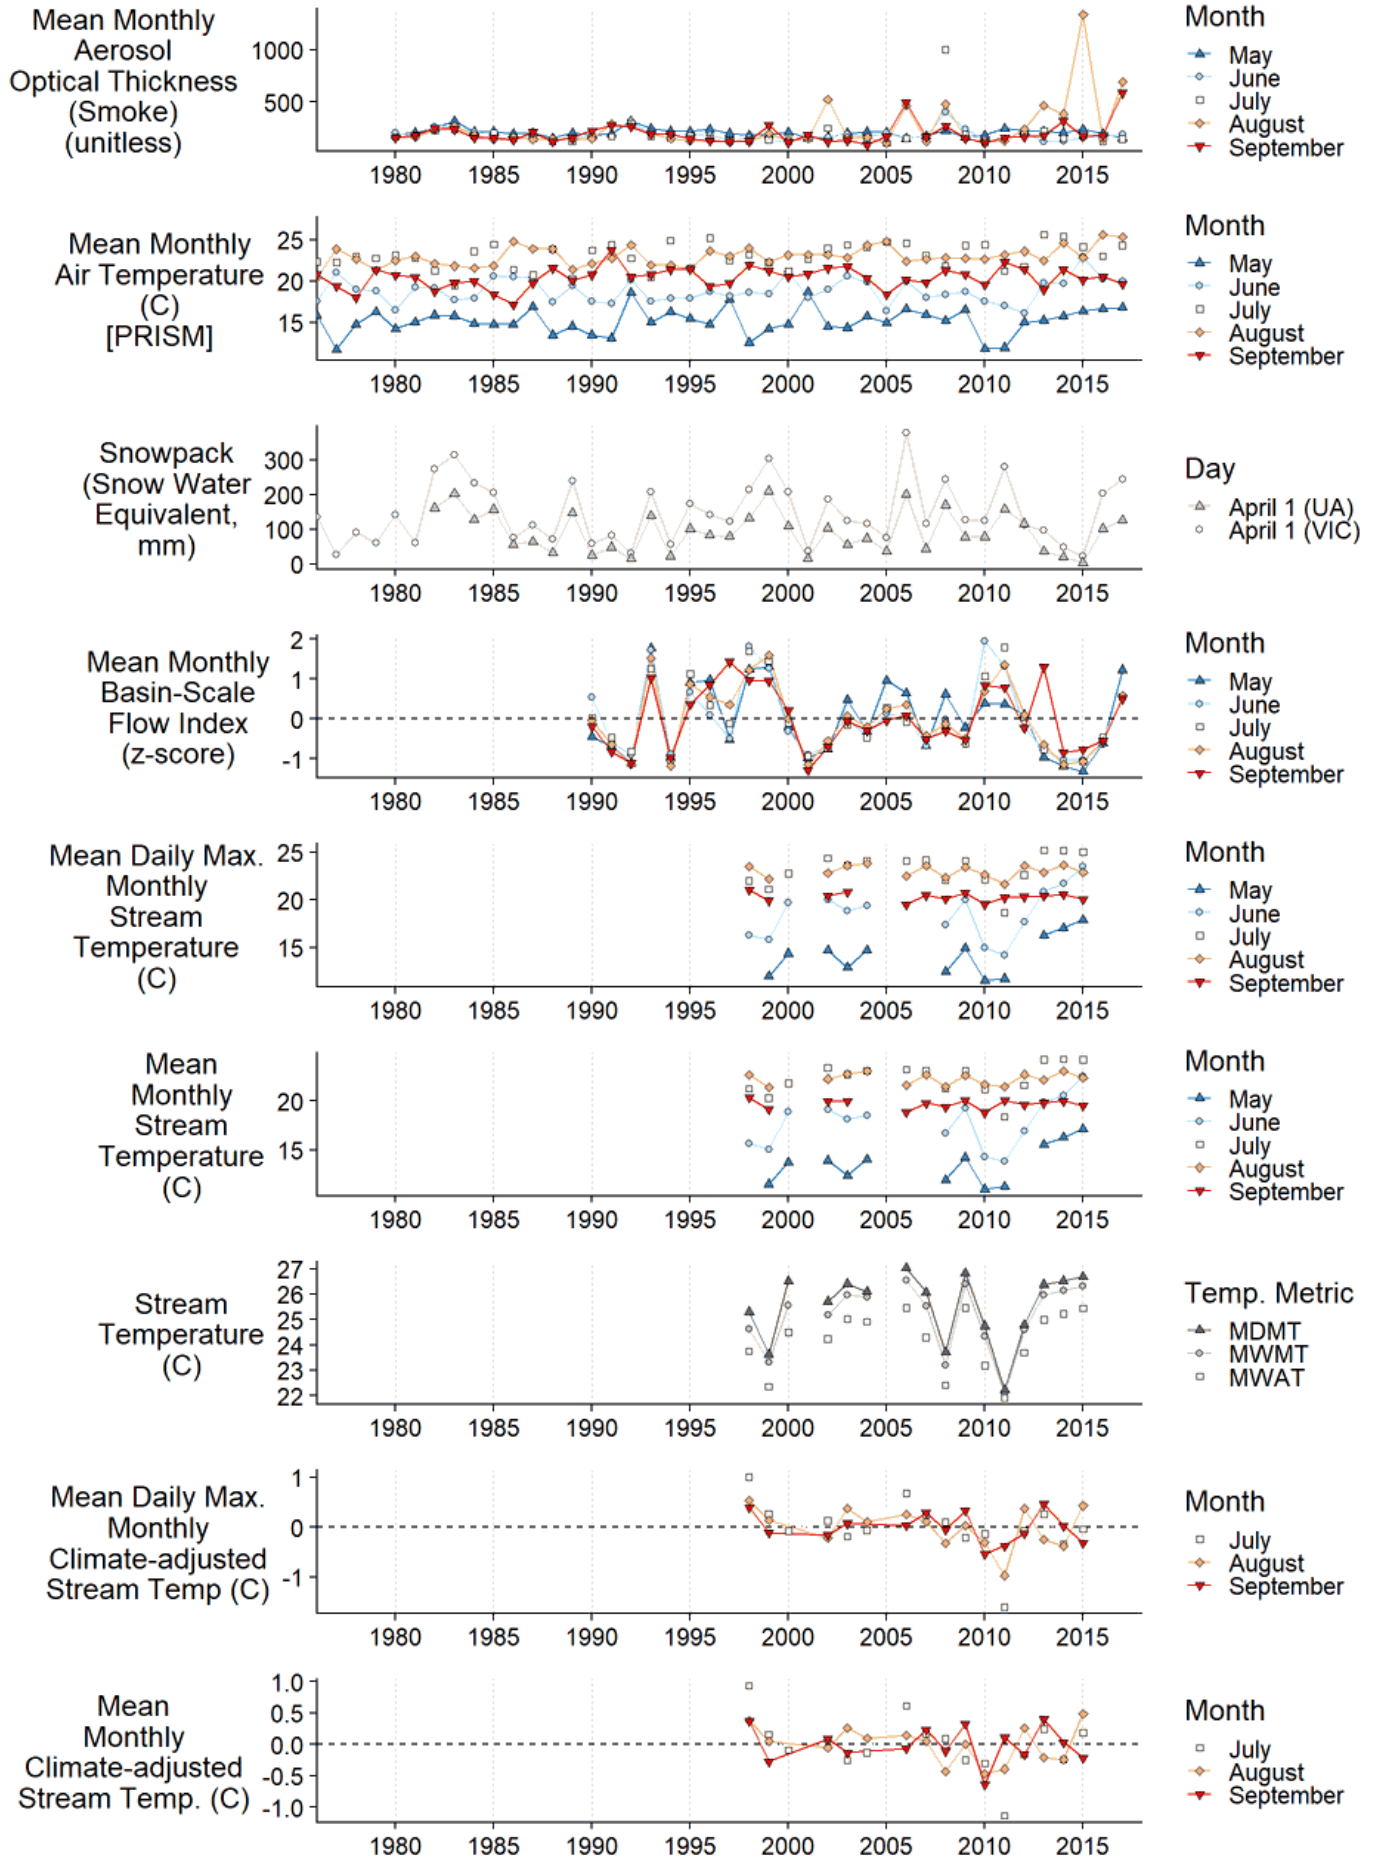 Mean Monthly
Aerosol
Optical Thickness
(Smoke)
(unitless)
1000
500
1980 1985 1990 1995 2000 2005 2010 2015
Month
May
June
July
August
September
Mean Monthly
Air Temperature
(C)
[PRISM]
25
20
15
1980 1985 1990 1995 2000 2005 2010 2015
Month
May
June
July
August
September
Snowpack
(Snow Water
Equivalent,
mm)
300
200
100
0
1980 1985 1990 1995 2000 2005 2010 2015
Day
April 1 (UA)
April 1 (VIC)
Mean Monthly
Basin-Scale
Flow Index
(z-score)
2
1
0
-1
1980 1985 1990 1995 2000 2005 2010 2015
Month
May
June
July
August
September
Mean Daily Max.
Monthly
Stream
Temperature
(C)
25
20
15
1980 1985 1990 1995 2000 2005 2010 2015
Month
May
June
July
August
September
Mean
Monthly
Stream
Temperature
(C)
20
15
1980 1985 1990 1995 2000 2005 2010 2015
Month
May
June
July
August
September
Stream
Temperature
(C)
27
26
25
24
23
22
1980 1985 1990 1995 2000 2005 2010 2015
Temp. Metric
MDMT
MWMT
MWAT
Mean Daily Max.
Monthly
Climate-adjusted
Stream Temp (C)
1
0
-1
1980 1985 1990 1995 2000 2005 2010 2015
Month
July
August
September
Mean
Monthly
Climate-adjusted
Stream Temp. (C)
1.0
0.5
0.0
-0.5
-1.0
1980 1985 1990 1995 2000 2005 2010 2015
Month
July
August
September